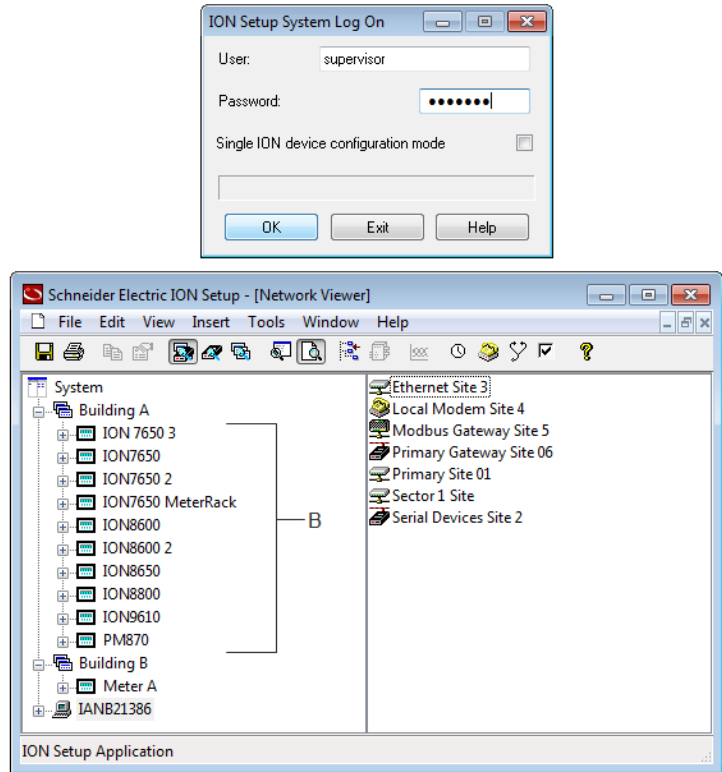 ION Setup System Log On
User: supervisor
Password: •••••••
Single ION device configuration mode
OK Exit Help
Schneider Electric ION Setup - [Network Viewer]
File Edit View Insert Tools Window Help
System
Building A
ION 7650 3
ION7650
ION7650 2
ION7650 MeterRack
ION8600
ION8600 2
ION8650
ION8800
ION9610
PM870
B
Building B
Meter A
IANB21386
Ethernet Site 3
Local Modem Site 4
Modbus Gateway Site 5
Primary Gateway Site 06
Primary Site 01
Sector 1 Site
Serial Devices Site 2
ION Setup Application